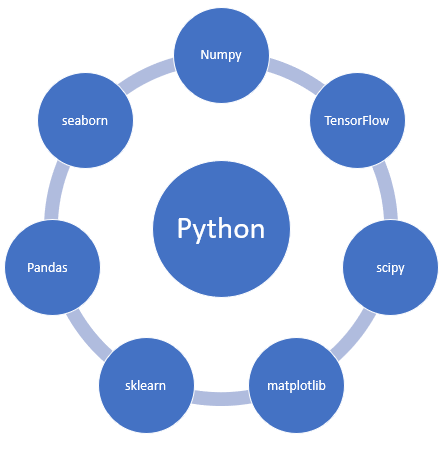 Numpy
TensorFlow
scipy
matplotlib
sklearn
Pandas
seaborn
Python